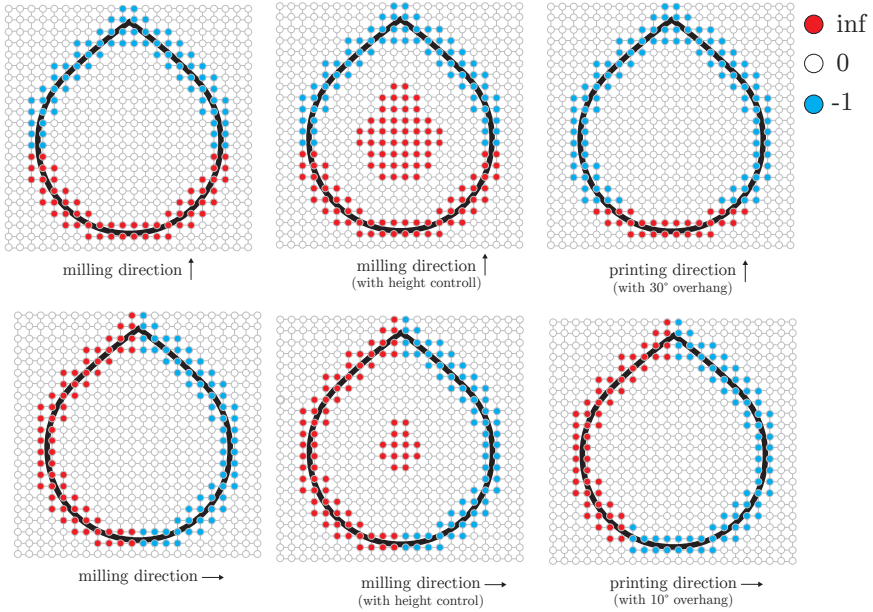 inf
0
-1
milling direction
milling direction
(with height controll)
printing direction
(with 30° overhang)
milling direction
milling direction
(with height control)
printing direction
(with 10° overhang)